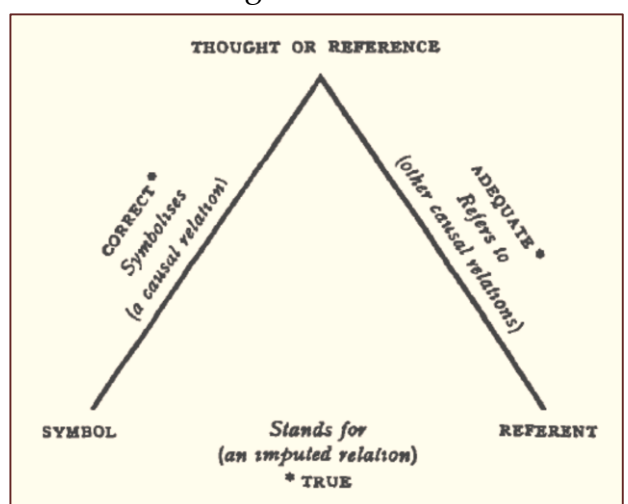 THOUGHT OR REFERENCE
CORRECT *
Symbolises
(a causal relation)
ADEQUATE *
Refers to
(other causal relations)
SYMBOL
Stands for
(an imputed relation)
* TRUE
REFERENT